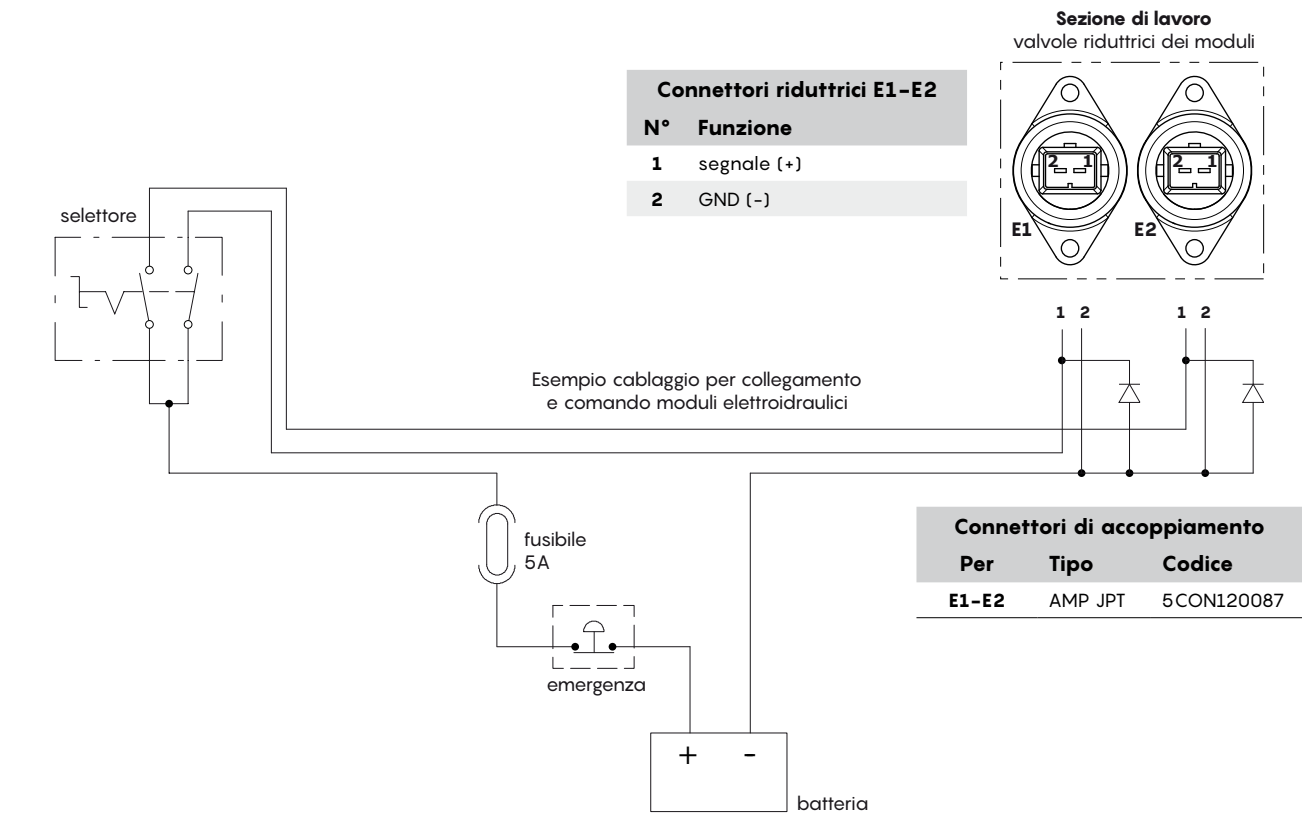 Sezione di lavoro
valvole riduttrici dei moduli
Connettori riduttrici E1-E2
N° Funzione
1 segnale (+)
2 GND (-)
2 1
2 1
E1
E2
1 2
1 2
selettore
Esempio cablaggio per collegamento
e comando moduli elettroidraulici
fusibile
5A
Connettori di accoppiamento
Per Tipo Codice
E1-E2 AMP JPT 5CON120087
emergenza
+ -
batteria